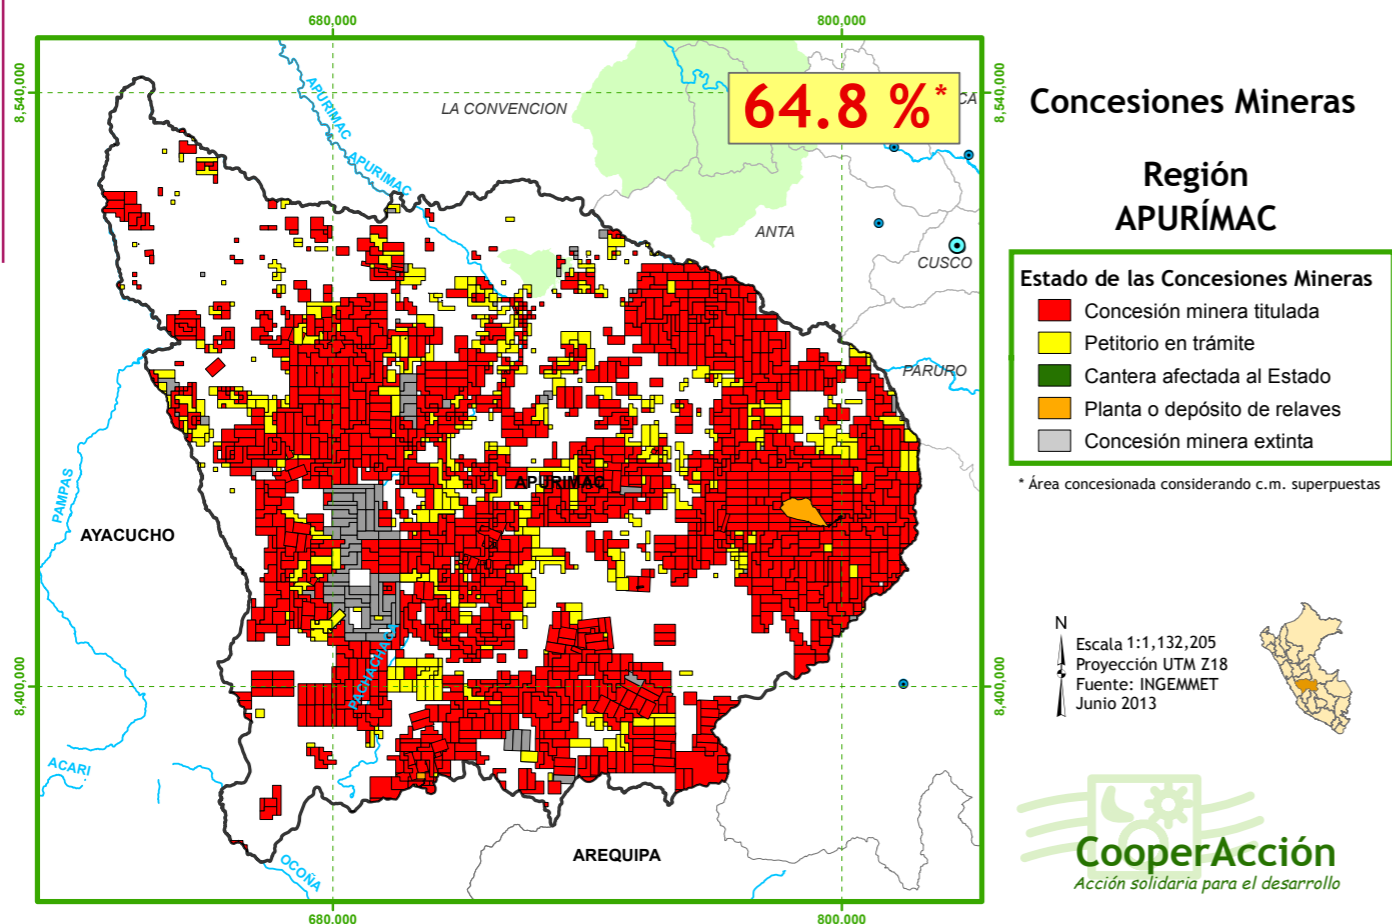 680,000
800,000
8,540,000
8,540,000
LA CONVENCION
64.8 %*
CA
APURIMAC
APURIMAC
ANTA
CUSCO
PARURO
PAMPAS
AYACUCHO
APURIMAC
PACHACHACA
8,400,000
8,400,000
ACARI
OCOÑA
AREQUIPA
680,000
800,000
Concesiones Mineras
Región
APURÍMAC
Estado de las Concesiones Mineras
Concesión minera titulada
Petitorio en trámite
Cantera afectada al Estado
Planta o depósito de relaves
Concesión minera extinta
* Área concesionada considerando c.m. superpuestas
N
Escala 1:1,132,205
Proyección UTM Z18
Fuente: INGEMMET
Junio 2013
CooperAcción
Acción solidaria para el desarrollo